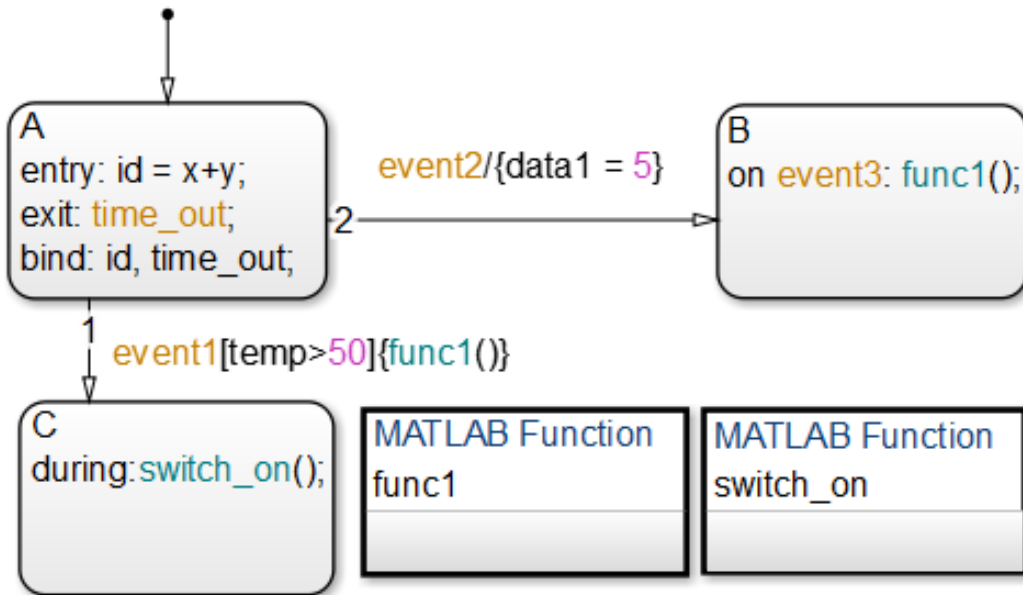 A
entry: id = x+y;
exit: time_out;
bind: id, time_out;
2
event2/{data1 = 5}
B
on event3: func1();
1
event1[temp>50]{func1()}
C
during:switch_on();
MATLAB Function
func1
MATLAB Function
switch_on